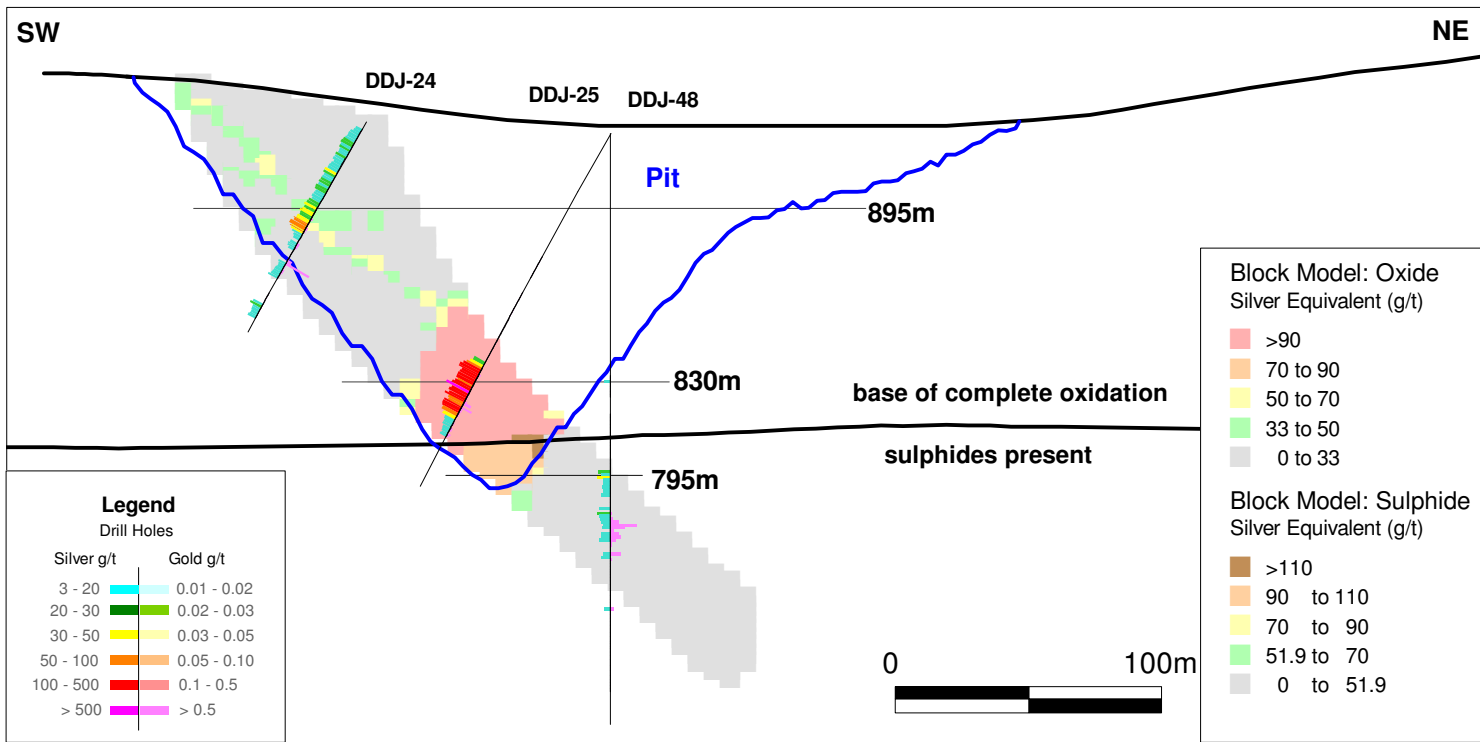 SW
NE
DDJ-24
DDJ-25
DDJ-48
Pit
895m
830m
base of complete oxidation
sulphides present
795m
0
100m
Legend
Drill Holes
Silver g/t
Gold g/t
3 - 20
0.01 - 0.02
20 - 30
0.02 - 0.03
30 - 50
0.03 - 0.05
50 - 100
0.05 - 0.10
100 - 500
0.1 - 0.5
> 500
> 0.5
Block Model: Oxide
Silver Equivalent (g/t)
>90
70 to 90
50 to 70
33 to 50
0 to 33
Block Model: Sulphide
Silver Equivalent (g/t)
>110
90 to 110
70 to 90
51.9 to 70
0 to 51.9